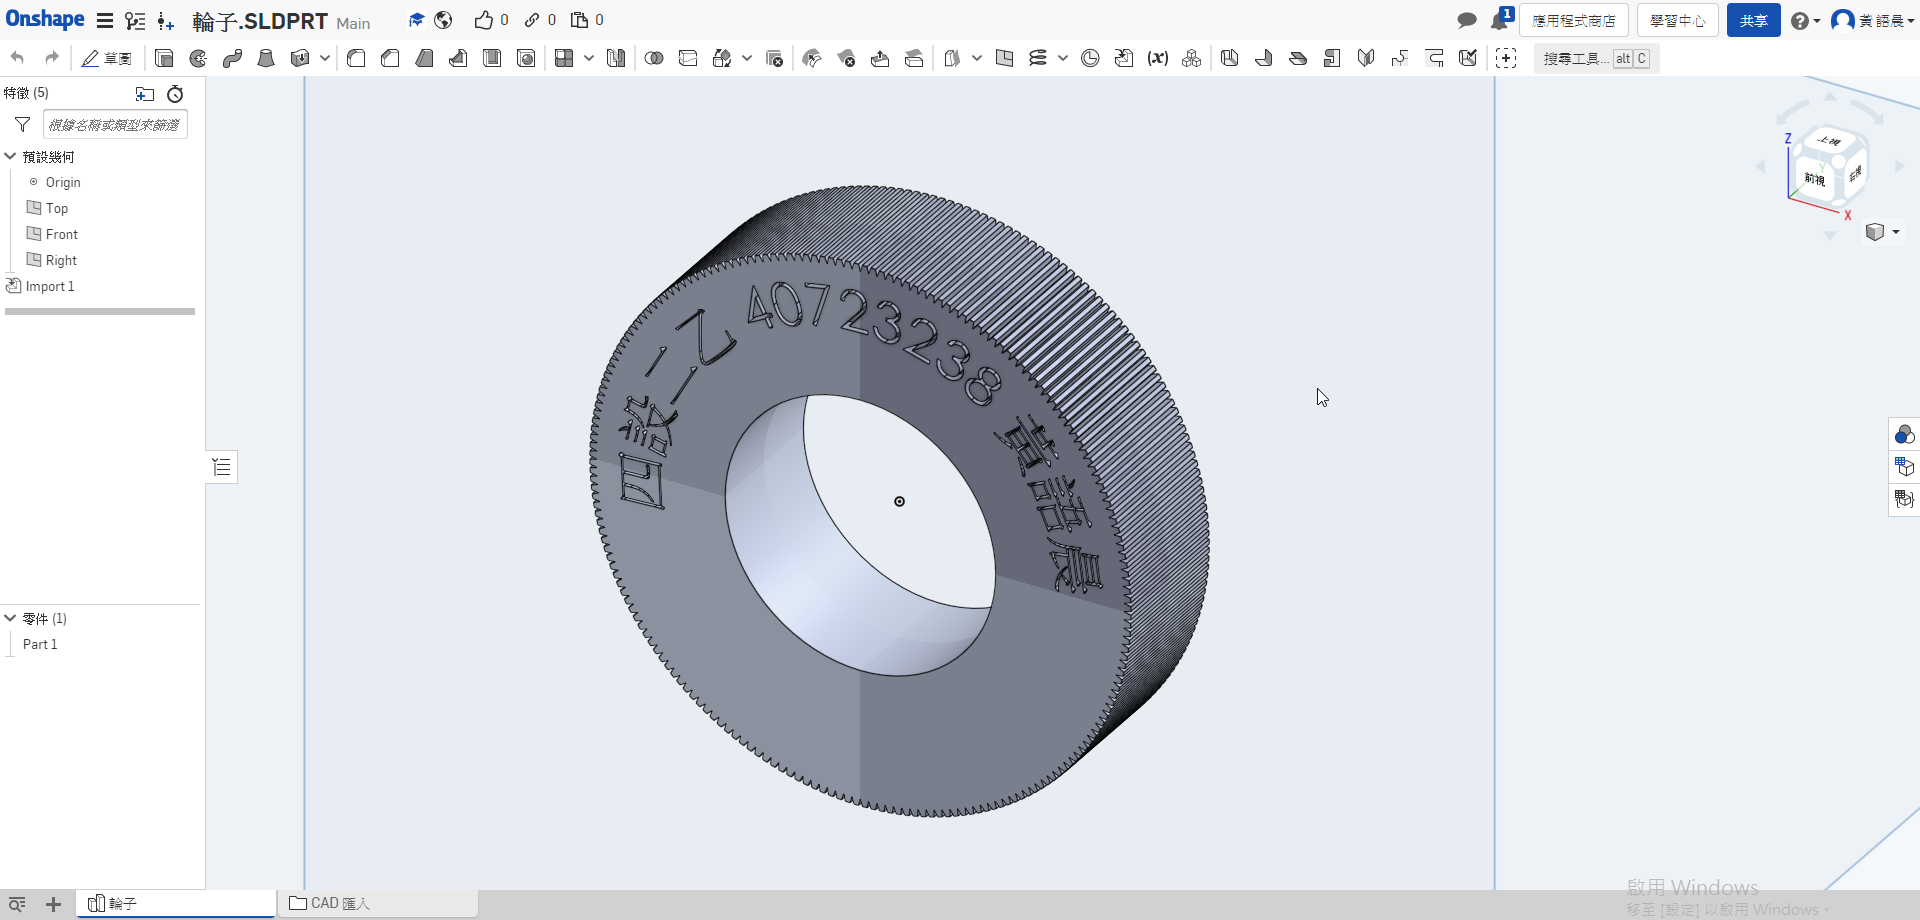 Onshape 輪子.SLDPRT Main 0 0 0 1 應用程式商店 學習中心 共享 黃 語晨
草圖 (x) 搜尋工具... alt C
特徵 (5)
根據名稱或類型來篩選
預設幾何
Origin
Top
Front
Right
Import 1
零件 (1)
Part 1
四設一乙 40723238 黃語晨
Z
上視
Y
前視
右視
X
輪子 CAD 匯入
啟用 Windows
移至 [設定] 以啟用 Windows。